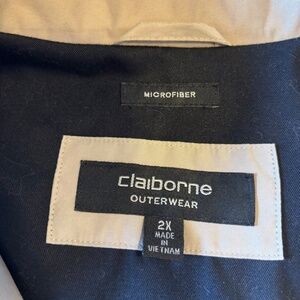 MICROFIBER
claiborne
OUTERWEAR
2X
MADE
IN
VIETNAM